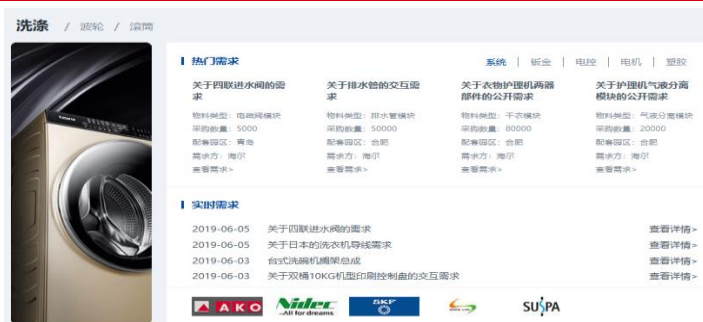 洗涤 / 波轮 / 滚筒
热门需求
系统 | 钣金 | 电控 | 电机 | 塑胶
关于四联进水阀的需求
物料类型：电磁阀模块
采购数量：5000
配套园区：青岛
需求方：海尔
查看需求>
关于排水管的交互需求
物料类型：排水管模块
采购数量：50000
配套园区：合肥
需求方：海尔
查看需求>
关于衣物护理机两器部件的公开需求
物料类型：干衣模块
采购数量：80000
配套园区：合肥
需求方：海尔
查看需求>
关于护理机气液分离模块的公开需求
物料类型：气液分离模块
采购数量：20000
配套园区：合肥
需求方：海尔
查看需求>
实时需求
2019-06-05 关于四联进水阀的需求 查看详情>
2019-06-05 关于日本的洗衣机导线需求 查看详情>
2019-06-03 台式洗碗机搁架总成 查看详情>
2019-06-03 关于双桶10KG机型印刷控制盘的交互需求 查看详情>
AKO
Nidec
-All for dreams
SKF
SUSPA